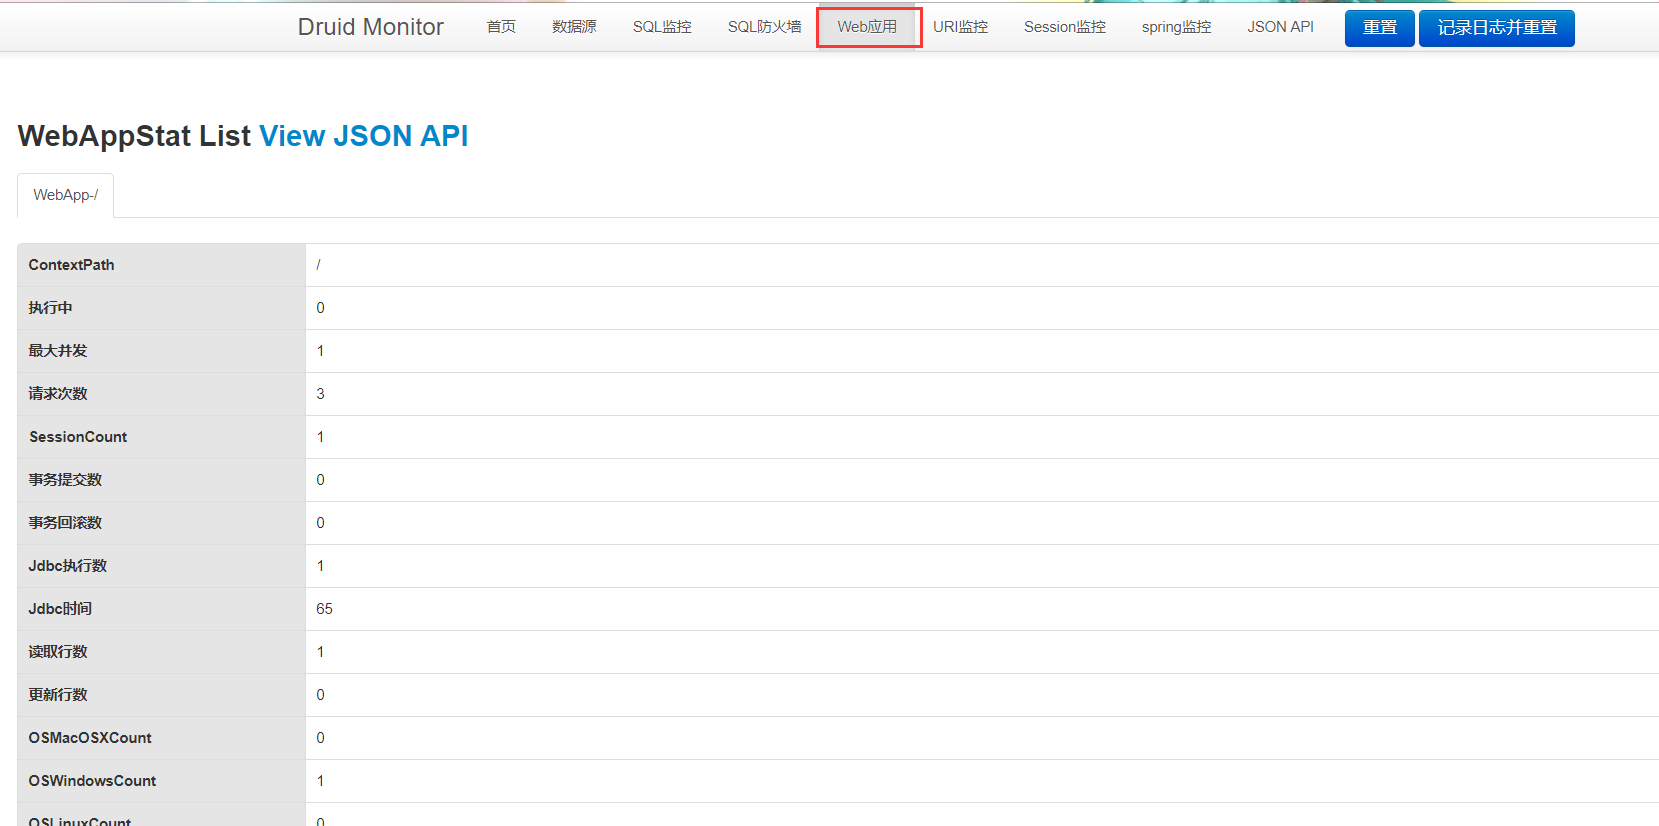 Druid Monitor 首页 数据源 SQL监控 SQL防火墙 Web应用 URI监控 Session监控 spring监控 JSON API 重置 记录日志并重置
WebAppStat List View JSON API
WebApp-/
ContextPath /
执行中 0
最大并发 1
请求次数 3
SessionCount 1
事务提交数 0
事务回滚数 0
Jdbc执行数 1
Jdbc时间 65
读取行数 1
更新行数 0
OSMacOSXCount 0
OSWindowsCount 1
OSLinuxCount 0